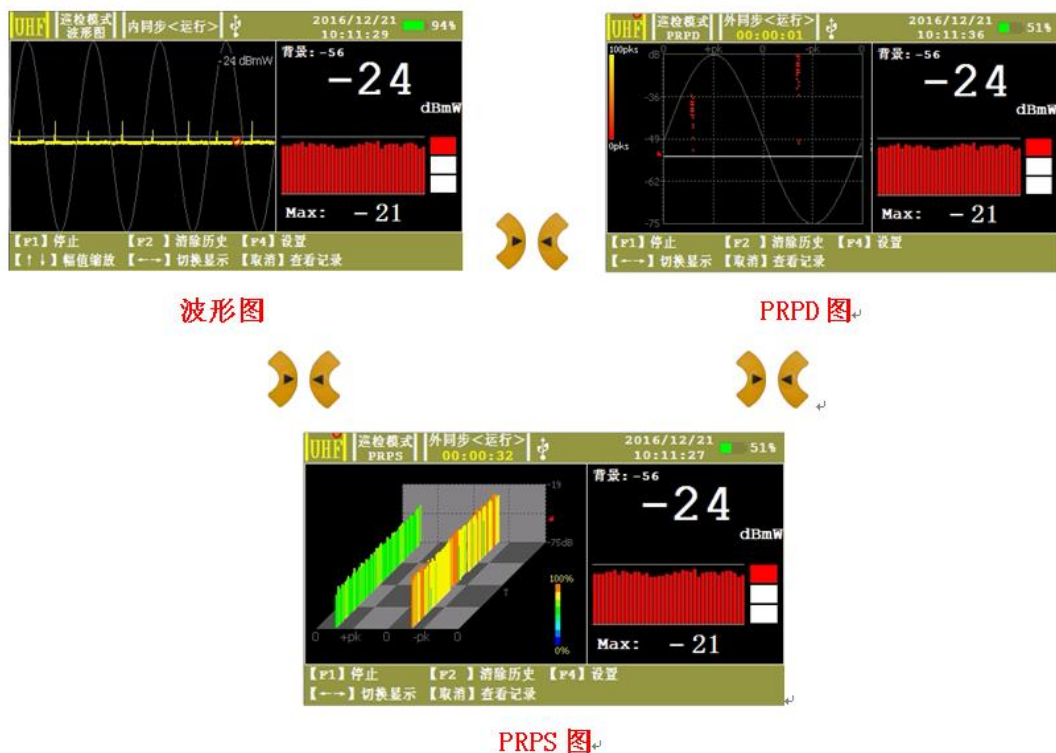 UHF 巡检模式 波形图 内同步<运行> 2016/12/21 10:11:29 94%
-24 dBmW
背景:-56
-24
dBmW
Max: -21
【F1】停止 【F2 】清除历史 【F4】设置
【↑↓】幅值缩放 【←→】切换显示 【取消】查看记录
波形图
UHF 巡检模式 PRPD 外同步<运行> 00:00:01 2016/12/21 10:11:36 51%
100pks
0pks
dB
-36
-49
-62
-75
0 +pk 0 -pk 0
背景:-56
-24
dBmW
Max: -21
【F1】停止 【F2 】清除历史 【F4】设置
【←→】切换显示 【取消】查看记录
PRPD 图
UHF 巡检模式 PRPS 外同步<运行> 00:00:32 2016/12/21 10:11:27 51%
-19
-75dB
T
100%
0%
0 +pk 0 -pk 0
背景:-56
-24
dBmW
Max: -21
【F1】停止 【F2 】清除历史 【F4】设置
【←→】切换显示 【取消】查看记录
PRPS 图